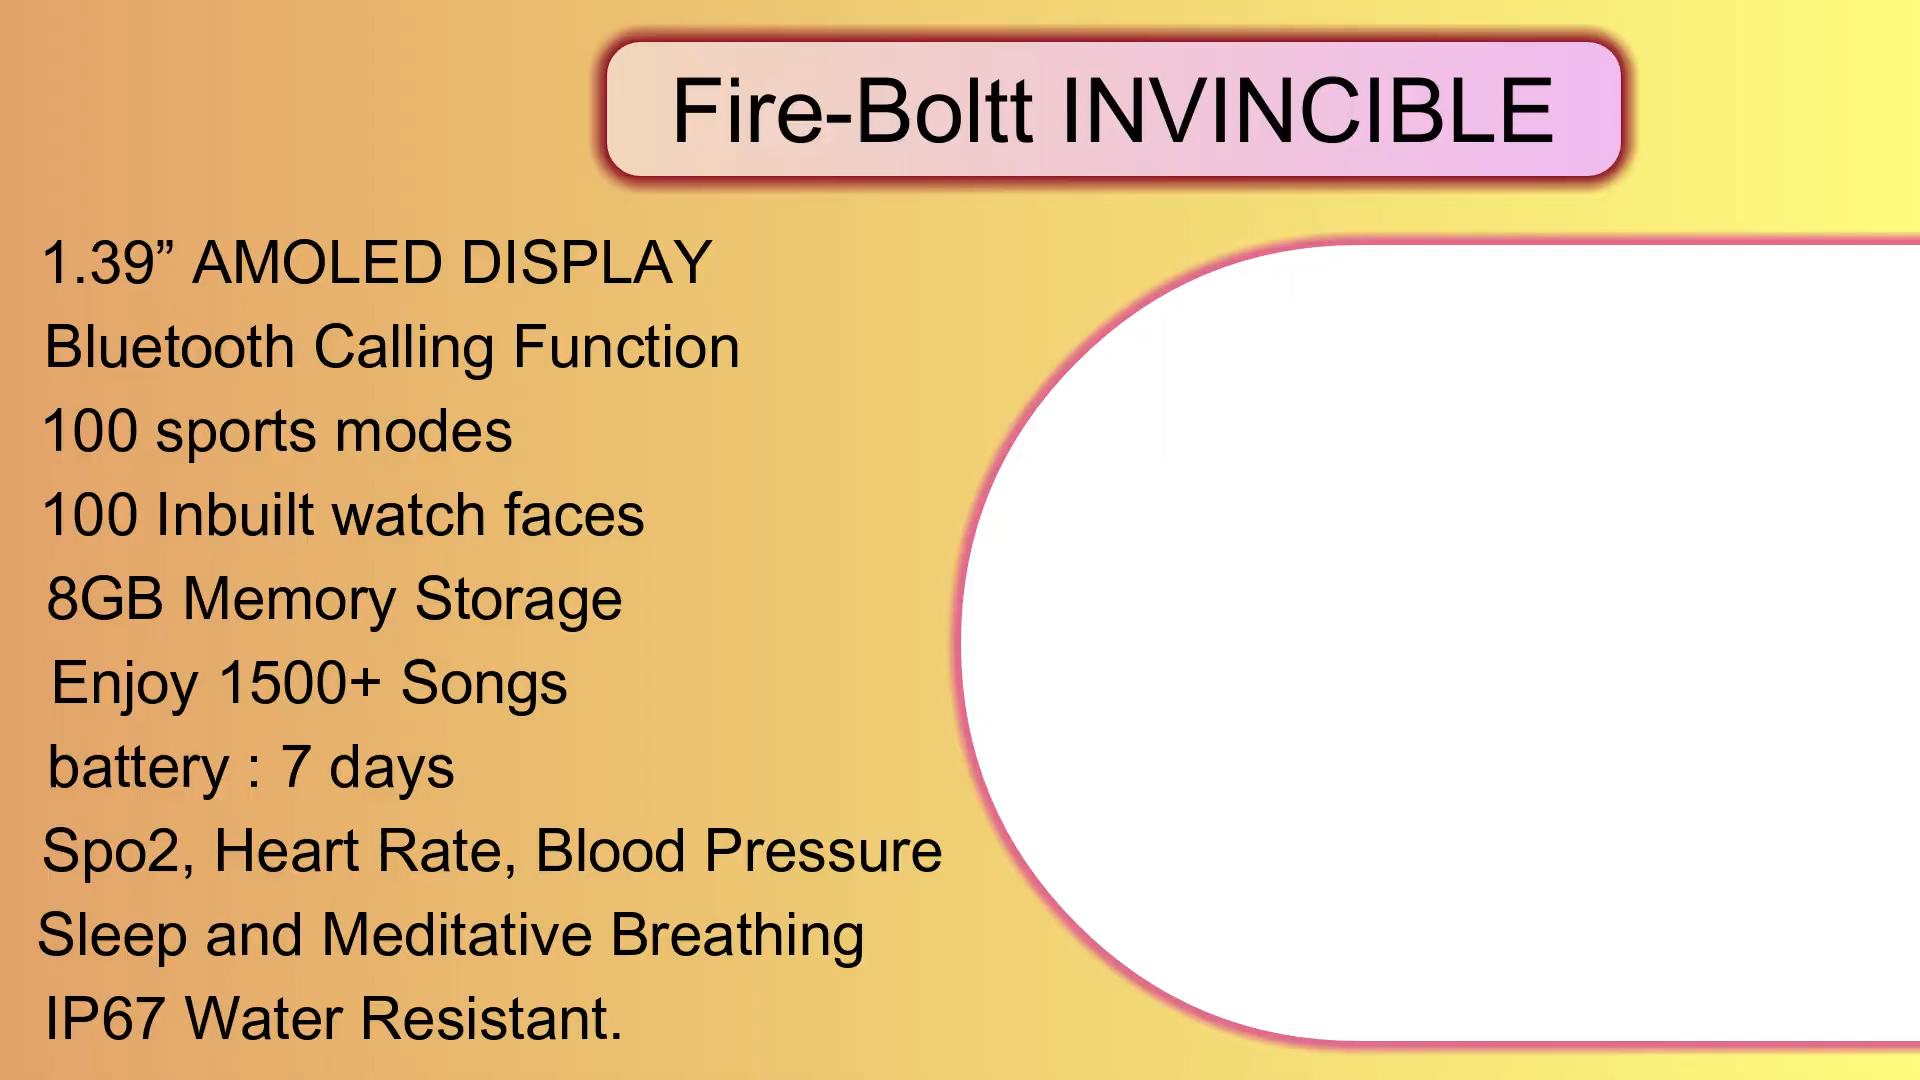 Fire-Boltt INVINCIBLE
1.39” AMOLED DISPLAY
Bluetooth Calling Function
100 sports modes
100 Inbuilt watch faces
8GB Memory Storage
Enjoy 1500+ Songs
battery : 7 days
Spo2, Heart Rate, Blood Pressure
Sleep and Meditative Breathing
IP67 Water Resistant.